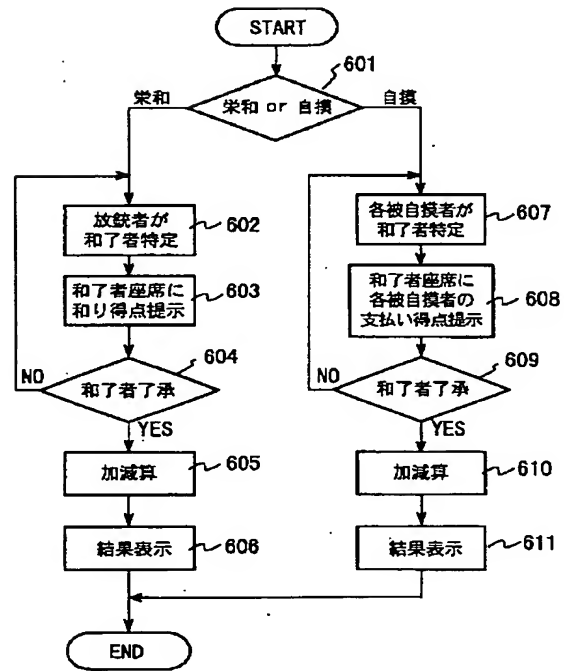 START
601
栄和 or 自摸
栄和
自摸
放銃者が
和了者特定
602
和了者座席に
和り得点提示
603
604
和了者了承
NO
YES
加減算
605
結果表示
606
各被自摸者が
和了者特定
607
和了者座席に
各被自摸者の
支払い得点提示
608
609
和了者了承
NO
YES
加減算
610
結果表示
611
END